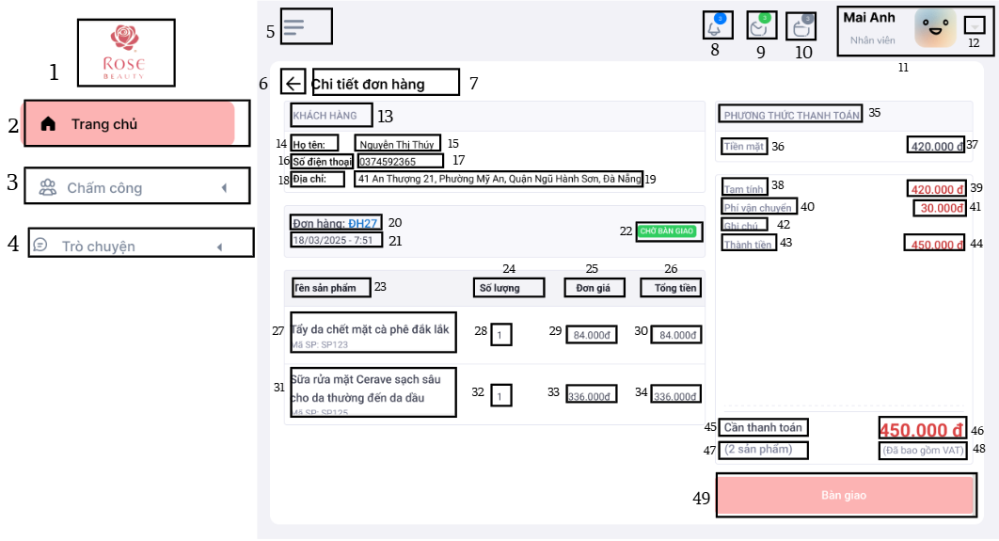 1
ROSE
BEAUTY
2
Trang chủ
3
Chấm công
4
Trò chuyện
5
8
3
9
3
10
3
Mai Anh
Nhân viên
12
11
6
Chi tiết đơn hàng
7
KHÁCH HÀNG
13
14
Họ tên:
Nguyễn Thị Thúy
15
16
Số điện thoại
0374592365
17
18
Địa chỉ:
41 An Thượng 21, Phường Mỹ An, Quận Ngũ Hành Sơn, Đà Nẵng
19
Đơn hàng: ĐH27
20
18/03/2025 - 7:51
21
22
CHỜ BÀN GIAO
24
25
26
Tên sản phẩm
23
Số lượng
Đơn giá
Tổng tiền
27
Tẩy da chết mặt cà phê đắk lắk
Mã SP: SP123
28
1
29
84.000đ
30
84.000đ
31
Sữa rửa mặt Cerave sạch sâu
cho da thường đến da dầu
Mã SP: SP125
32
1
33
336.000đ
34
336.000đ
PHƯƠNG THỨC THANH TOÁN
35
Tiền mặt
36
420.000 đ
37
Tạm tính
38
420.000 đ
39
Phí vận chuyển
40
30.000đ
41
Ghi chú
42
Thành tiền
43
450.000 đ
44
45
Cần thanh toán
450.000 đ
46
47
(2 sản phẩm)
(Đã bao gồm VAT)
48
49
Bàn giao